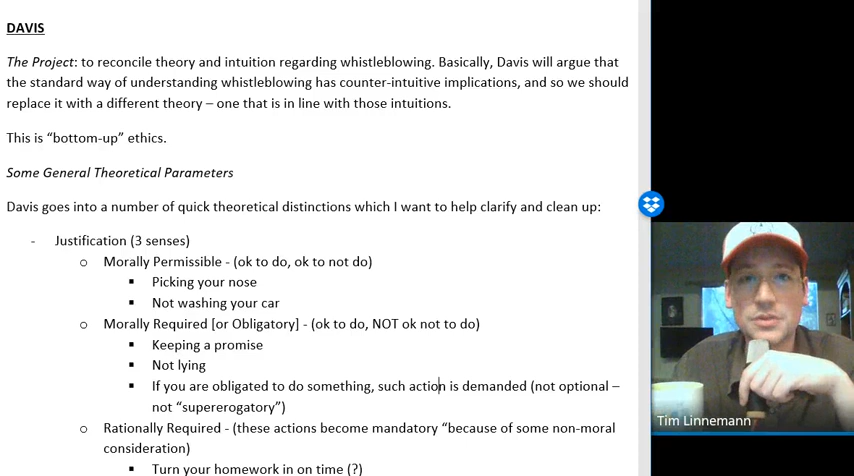 DAVIS
The Project: to reconcile theory and intuition regarding whistleblowing. Basically, Davis will argue that
the standard way of understanding whistleblowing has counter-intuitive implications, and so we should
replace it with a different theory – one that is in line with those intuitions.
This is “bottom-up” ethics.
Some General Theoretical Parameters
Davis goes into a number of quick theoretical distinctions which I want to help clarify and clean up:
- Justification (3 senses)
o Morally Permissible - (ok to do, ok to not do)
▪ Picking your nose
▪ Not washing your car
o Morally Required [or Obligatory] - (ok to do, NOT ok not to do)
▪ Keeping a promise
▪ Not lying
▪ If you are obligated to do something, such action is demanded (not optional –
not “supererogatory”)
o Rationally Required - (these actions become mandatory “because of some non-moral
consideration)
▪ Turn your homework in on time (?)
Tim Linnemann